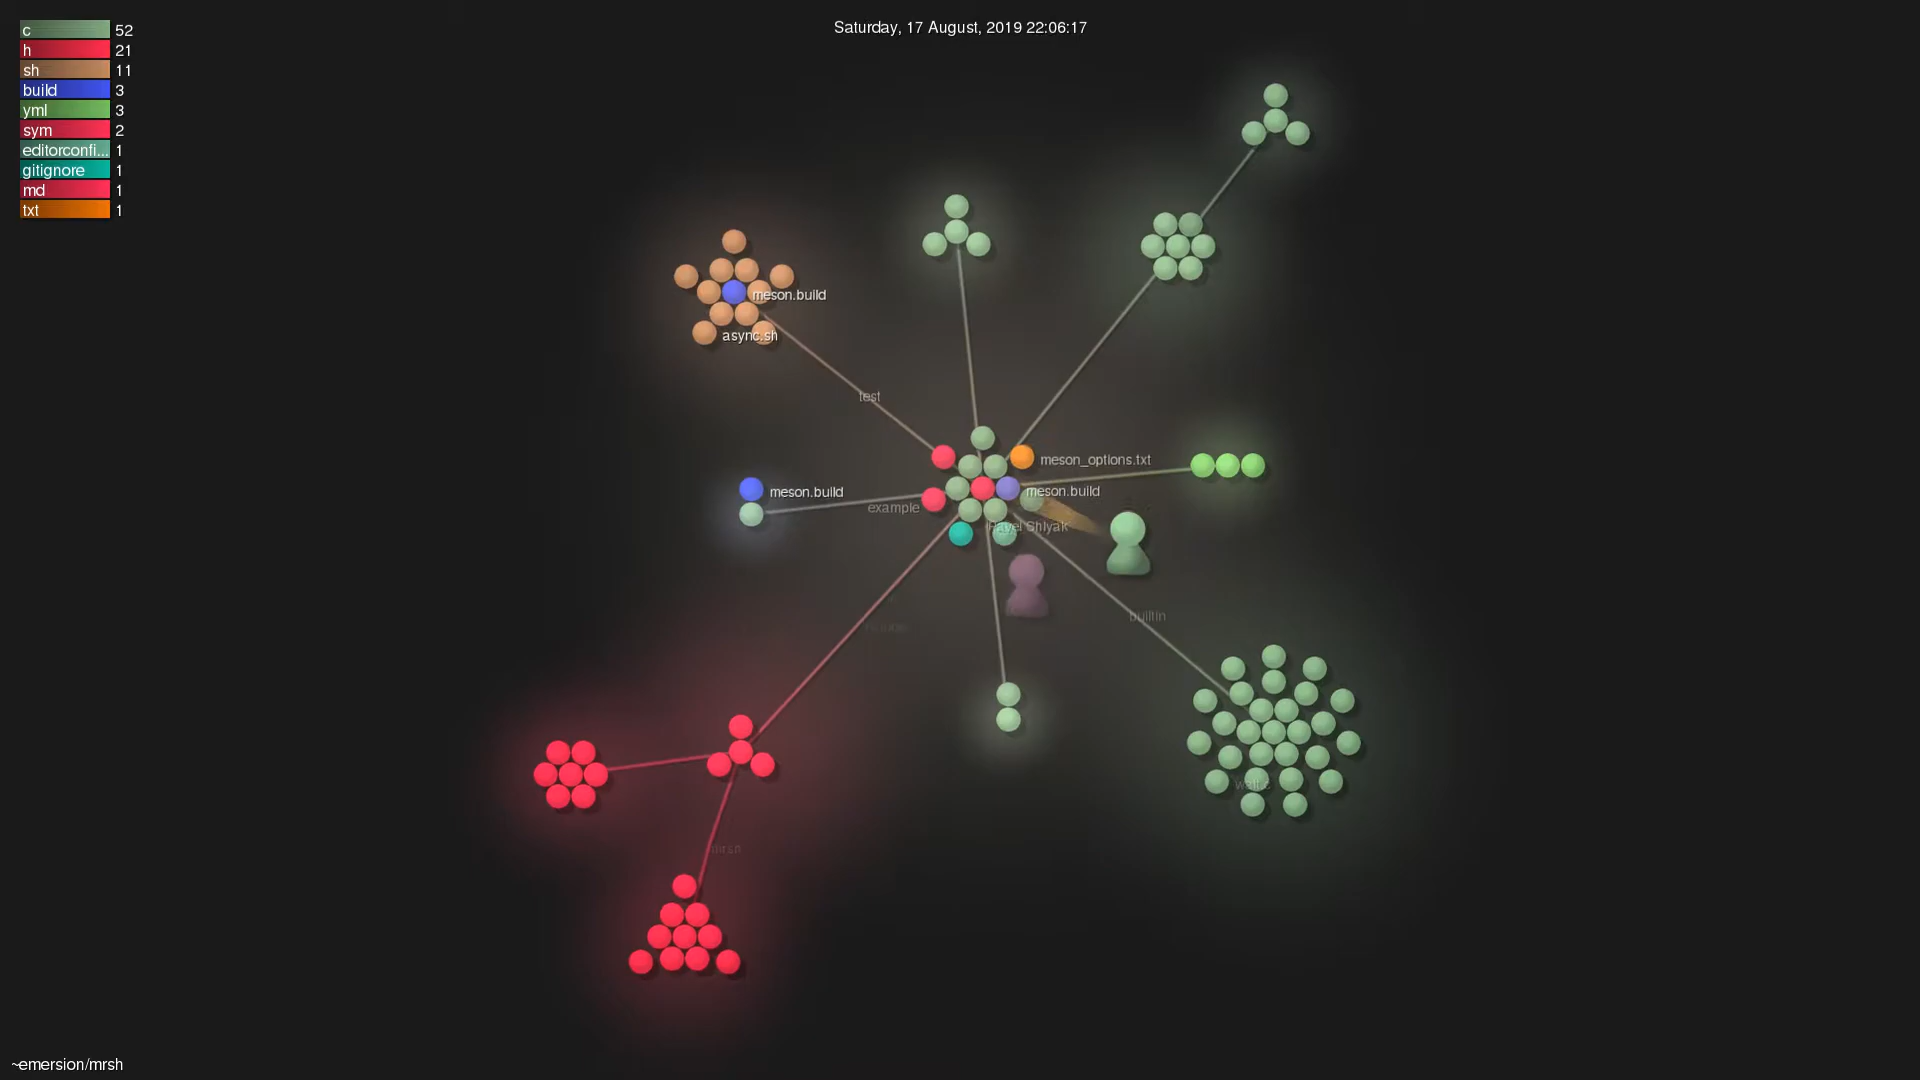 Saturday, 17 August, 2019 22:06:17
c 52
h 21
sh 11
build 3
yml 3
sym 2
editorconfi... 1
gitignore 1
md 1
txt 1
meson.build
async.sh
test
meson_options.txt
meson.build
meson.build
example
Pavel Shlyak
builtin
wait.c
mrsh
~emersion/mrsh